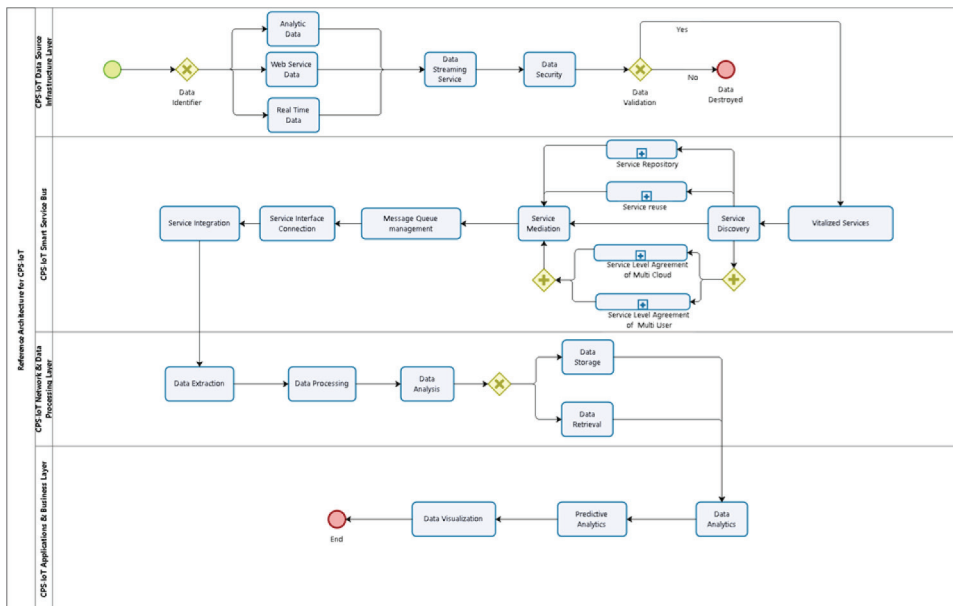 Reference Architecture for CPS-IoT
CPS-IoT Data Source
Infrastructure Layer
Analytic
Data
Web Service
Data
Real Time
Data
Data
Identifier
Data
Streaming
Service
Data
Security
Data
Validation
Yes
No
Data
Destroyed
CPS-IoT Smart Service Bus
Service Repository
Service reuse
Service Integration
Service Interface
Connection
Message Queue
management
Service
Mediation
Service
Discovery
Vitalized Services
Service Level Agreement
of Multi Cloud
Service Level Agreement
of Multi User
CPS-IoT Network & Data
Processing Layer
Data Extraction
Data Processing
Data
Analysis
Data
Storage
Data
Retrieval
CPS-IoT Applications & Business Layer
End
Data Visualization
Predictive
Analytics
Data
Analytics